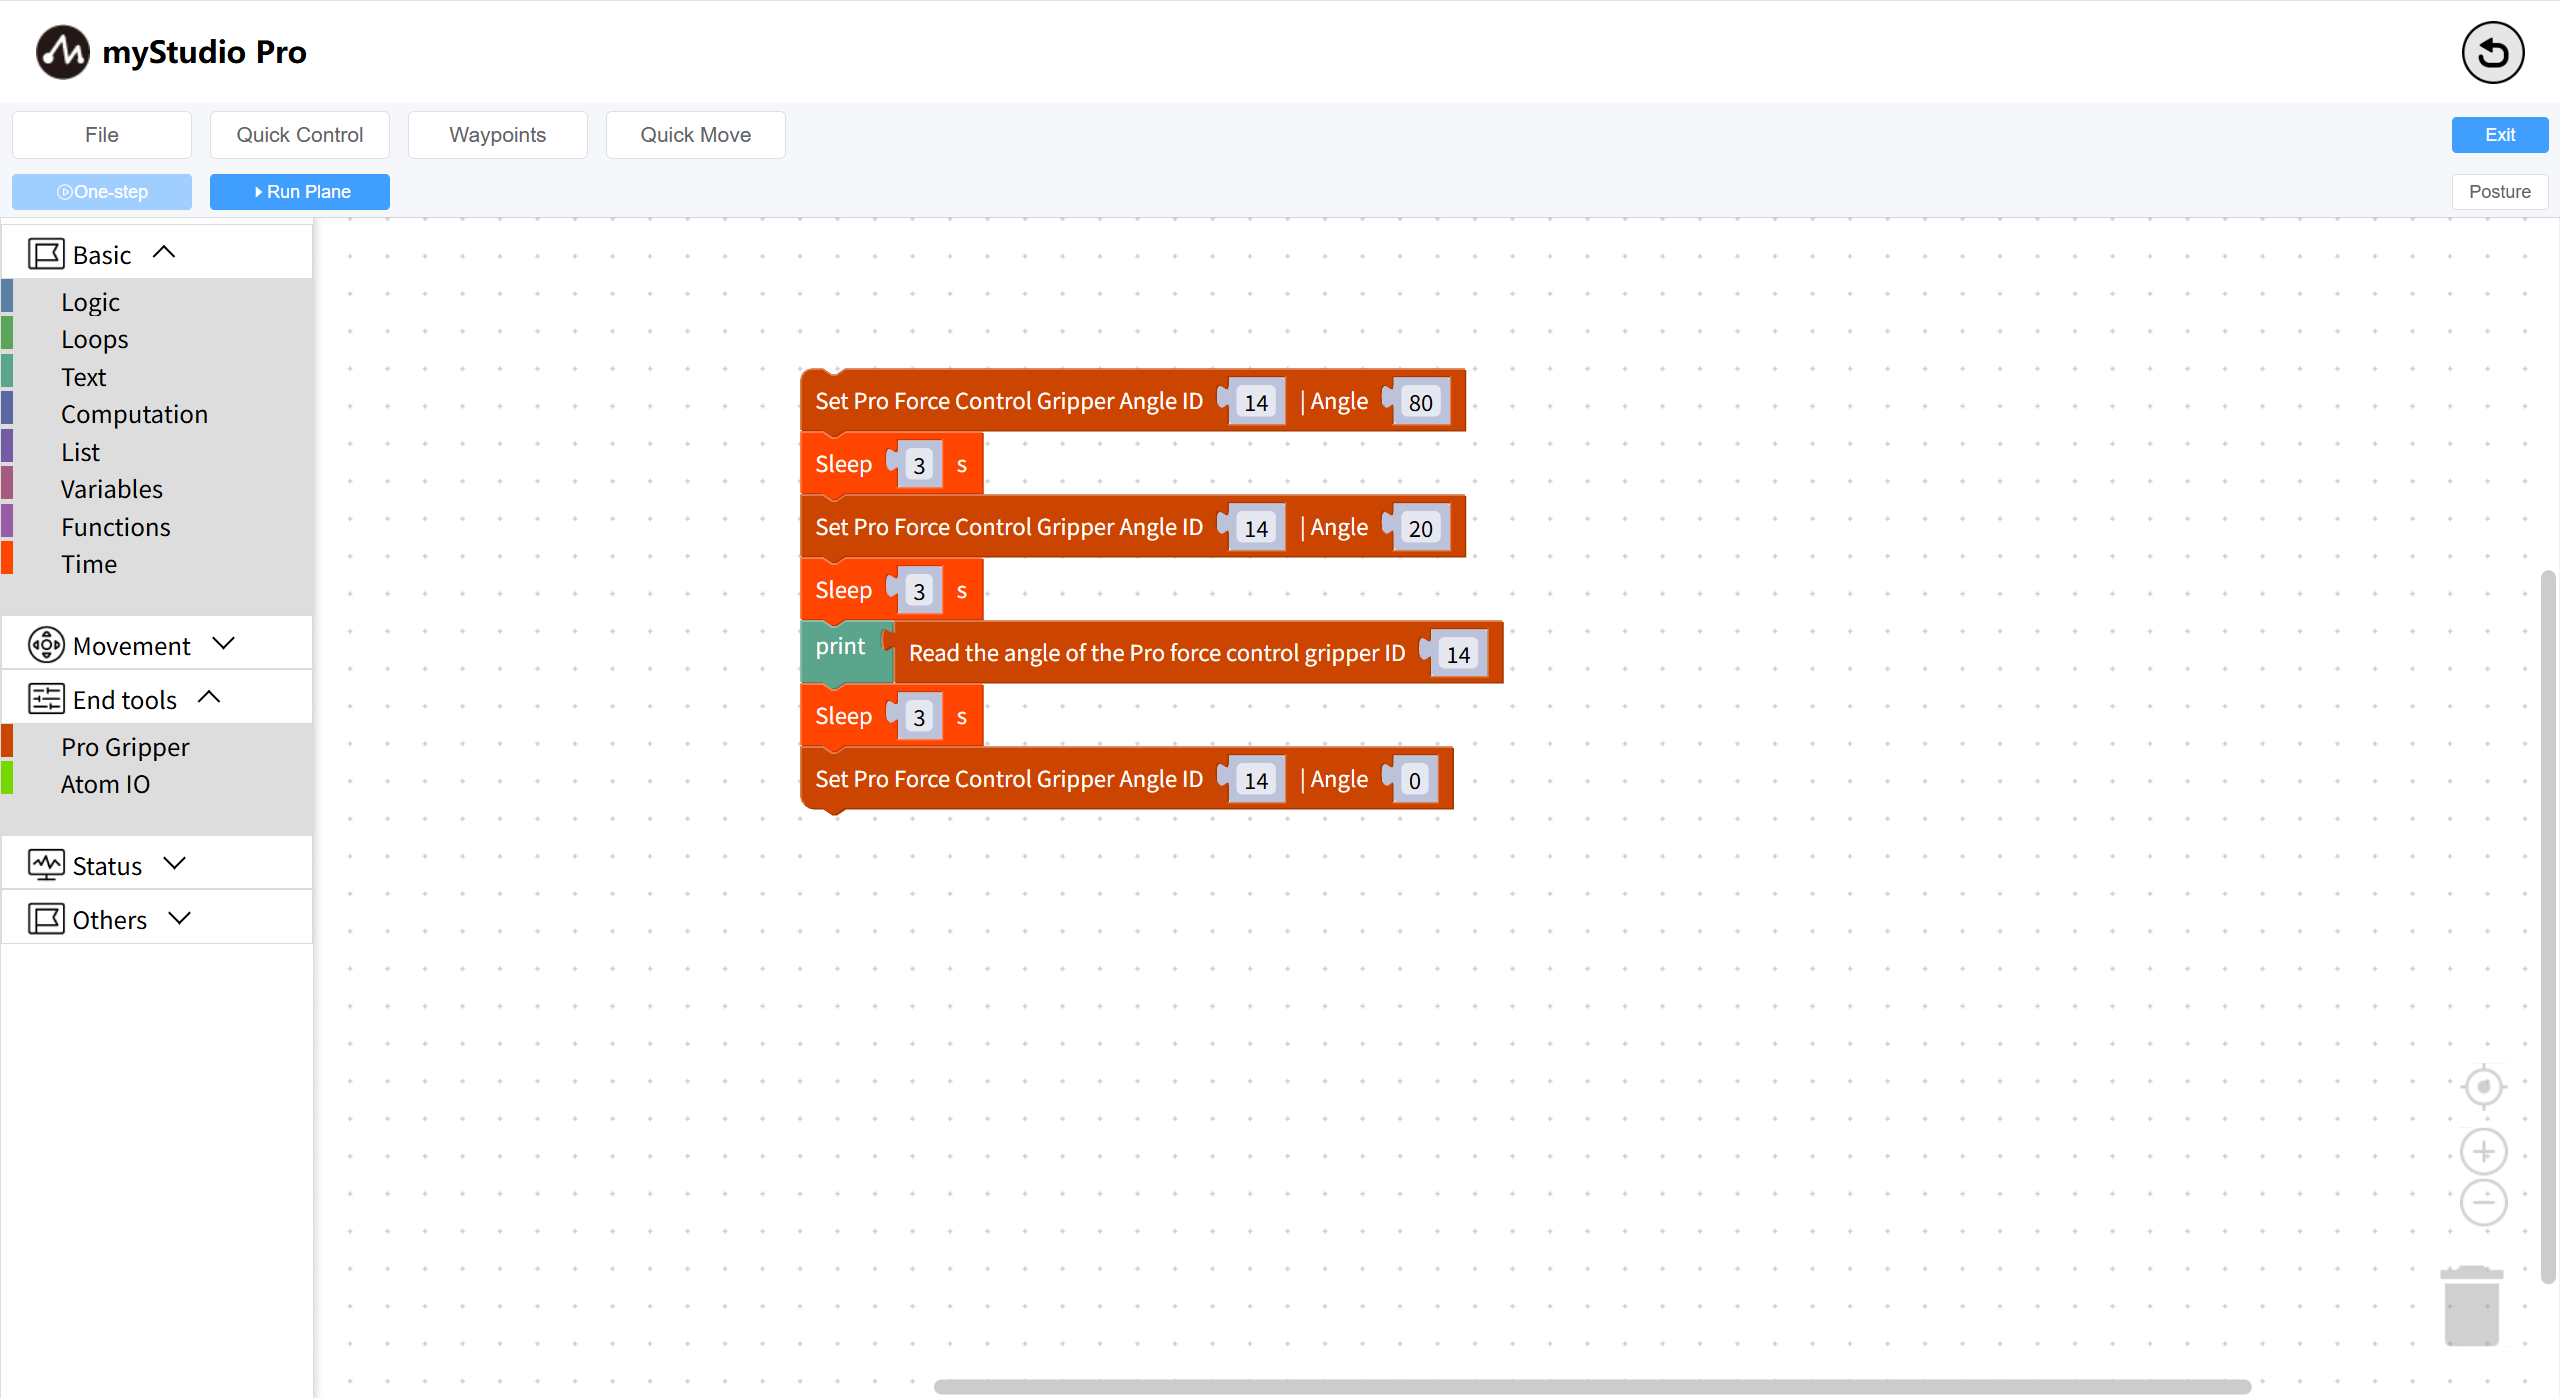 myStudio Pro
File Quick Control Waypoints Quick Move Exit
One-step Run Plane Posture
Basic
Logic
Loops
Text
Computation
List
Variables
Functions
Time
Movement
End tools
Pro Gripper
Atom IO
Status
Others
Set Pro Force Control Gripper Angle ID 14 | Angle 80
Sleep 3 s
Set Pro Force Control Gripper Angle ID 14 | Angle 20
Sleep 3 s
print Read the angle of the Pro force control gripper ID 14
Sleep 3 s
Set Pro Force Control Gripper Angle ID 14 | Angle 0